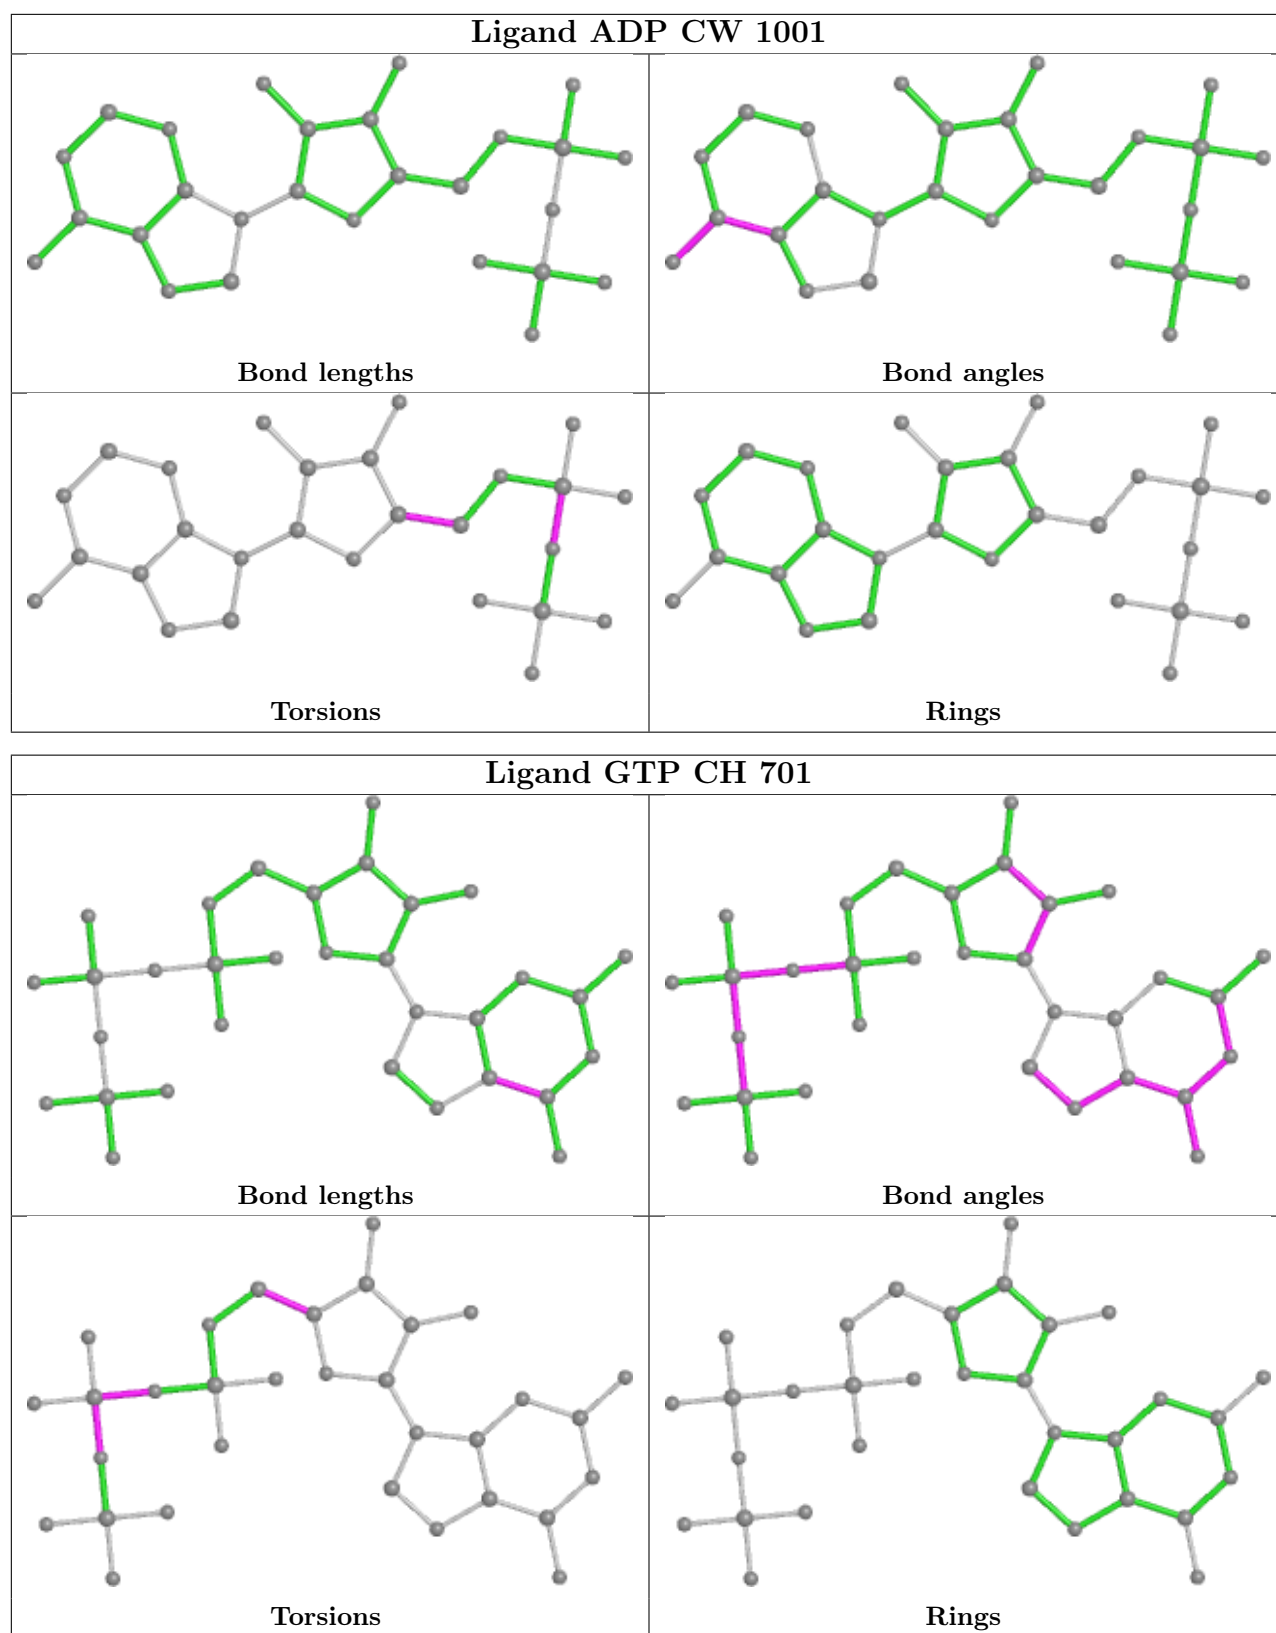 Ligand ADP CW 1001
Bond lengths
Bond angles
Torsions
Rings
Ligand GTP CH 701
Bond lengths
Bond angles
Torsions
Rings